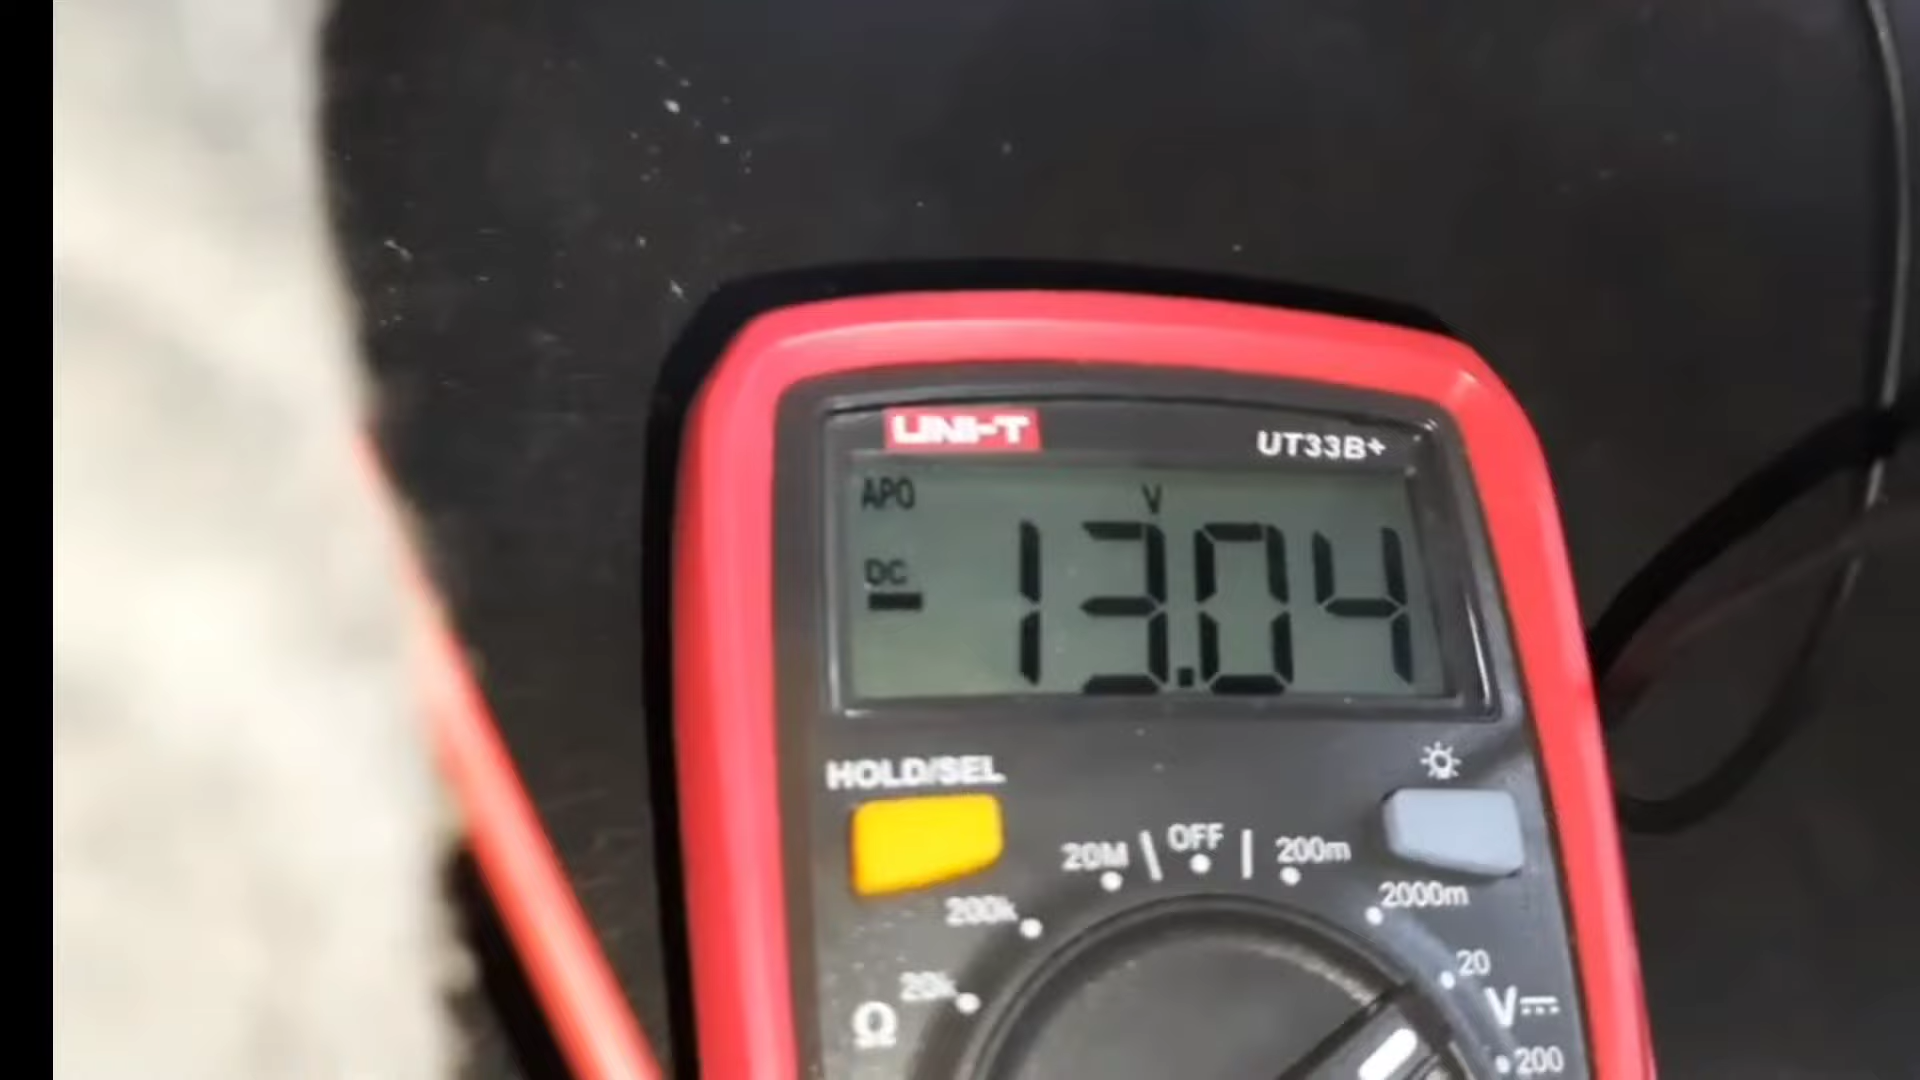 UNI-T
UT33B+
APO
V
DC
-13.04
HOLD/SEL
20M
OFF
200m
200k
2000m
20k
20
Ω
V
200